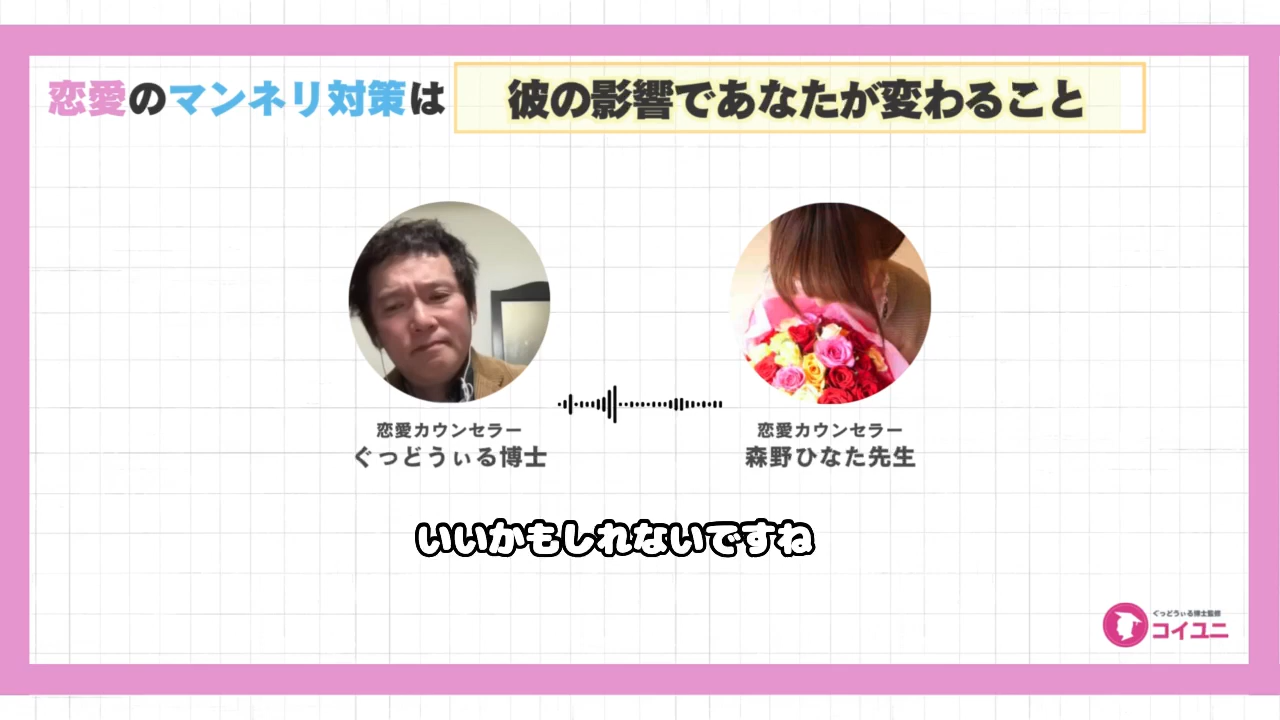 恋愛のマンネリ対策は 彼の影響であなたが変わること
恋愛カウンセラー
ぐっどうぃる博士
恋愛カウンセラー
森野ひなた先生
いいかもしれないですね
ぐっどうぃる博士監修
コイユニ